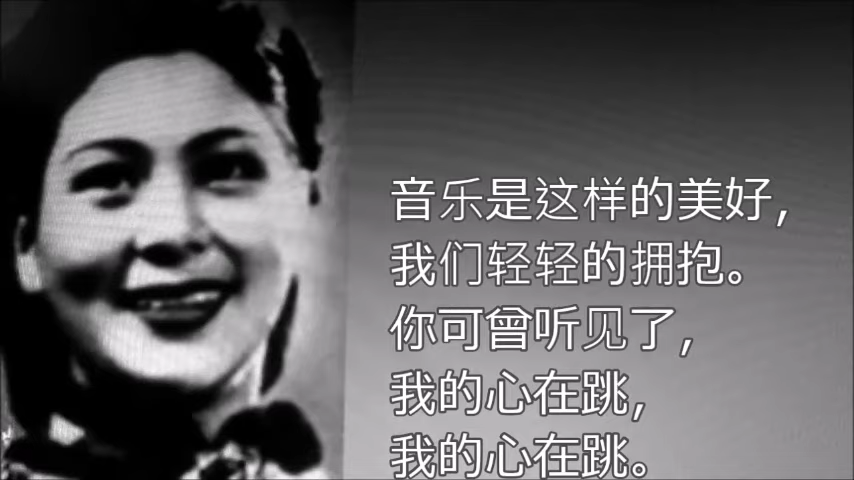 音乐是这样的美好，
我们轻轻的拥抱。
你可曾听见了，
我的心在跳，
我的心在跳。